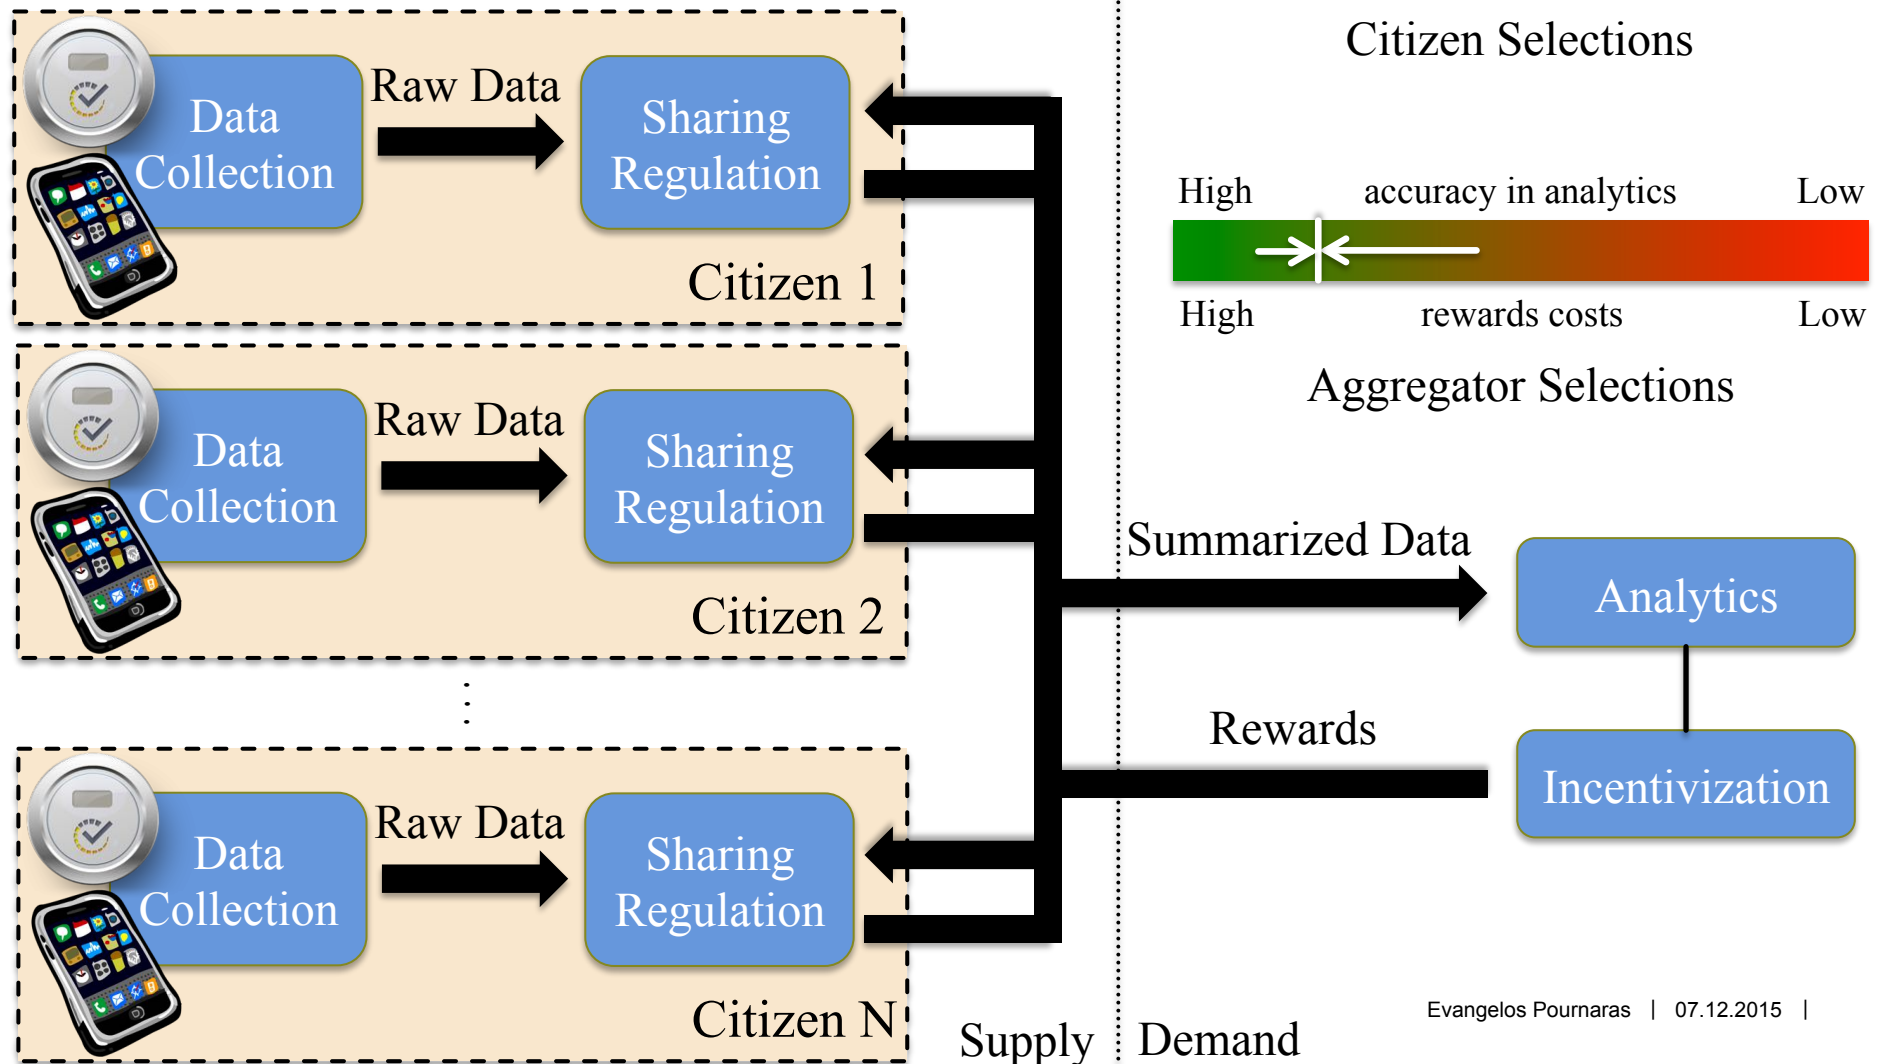 Data
Collection
Raw Data
Sharing
Regulation
Citizen 1
Data
Collection
Raw Data
Sharing
Regulation
Citizen 2
Data
Collection
Raw Data
Sharing
Regulation
Citizen N
Supply
Demand
Citizen Selections
High accuracy in analytics Low
High rewards costs Low
Aggregator Selections
Summarized Data
Analytics
Rewards
Incentivization
Evangelos Pournaras | 07.12.2015 |